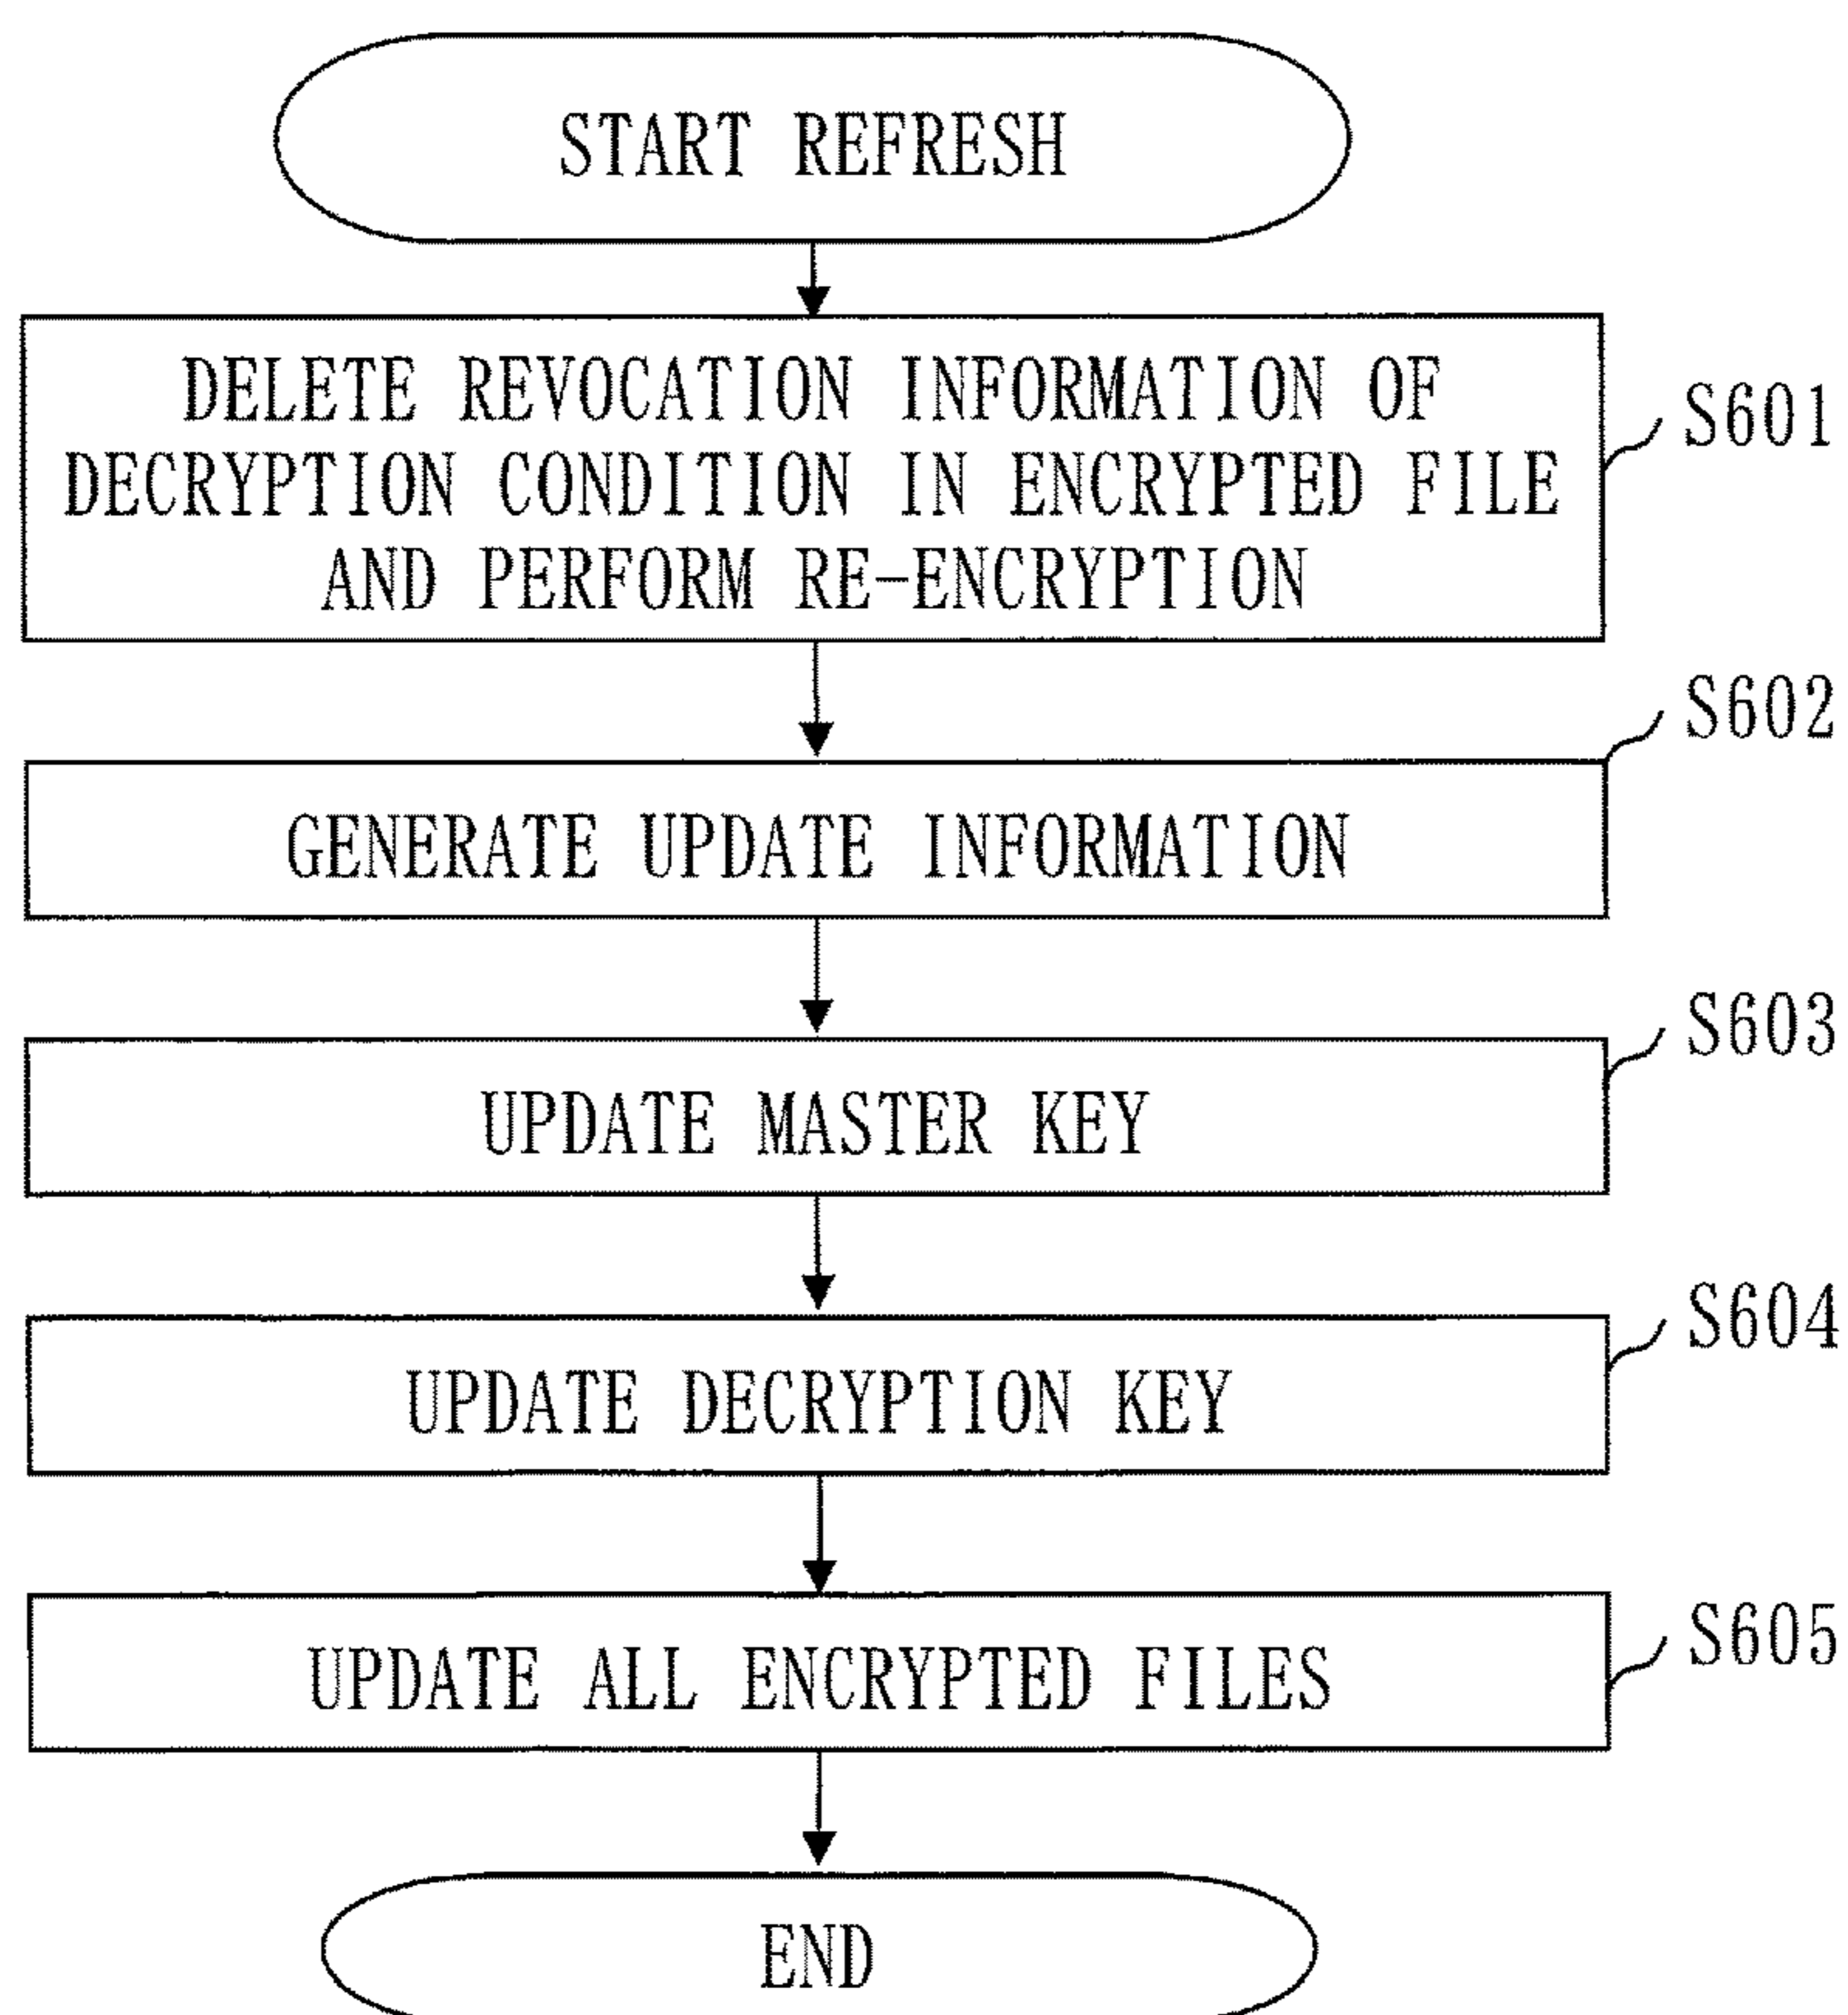 START REFRESH
DELETE REVOCATION INFORMATION OF
DECRYPTION CONDITION IN ENCRYPTED FILE
AND PERFORM RE-ENCRYPTION
S601
S602
GENERATE UPDATE INFORMATION
S603
UPDATE MASTER KEY
S604
UPDATE DECRYPTION KEY
S605
UPDATE ALL ENCRYPTED FILES
END